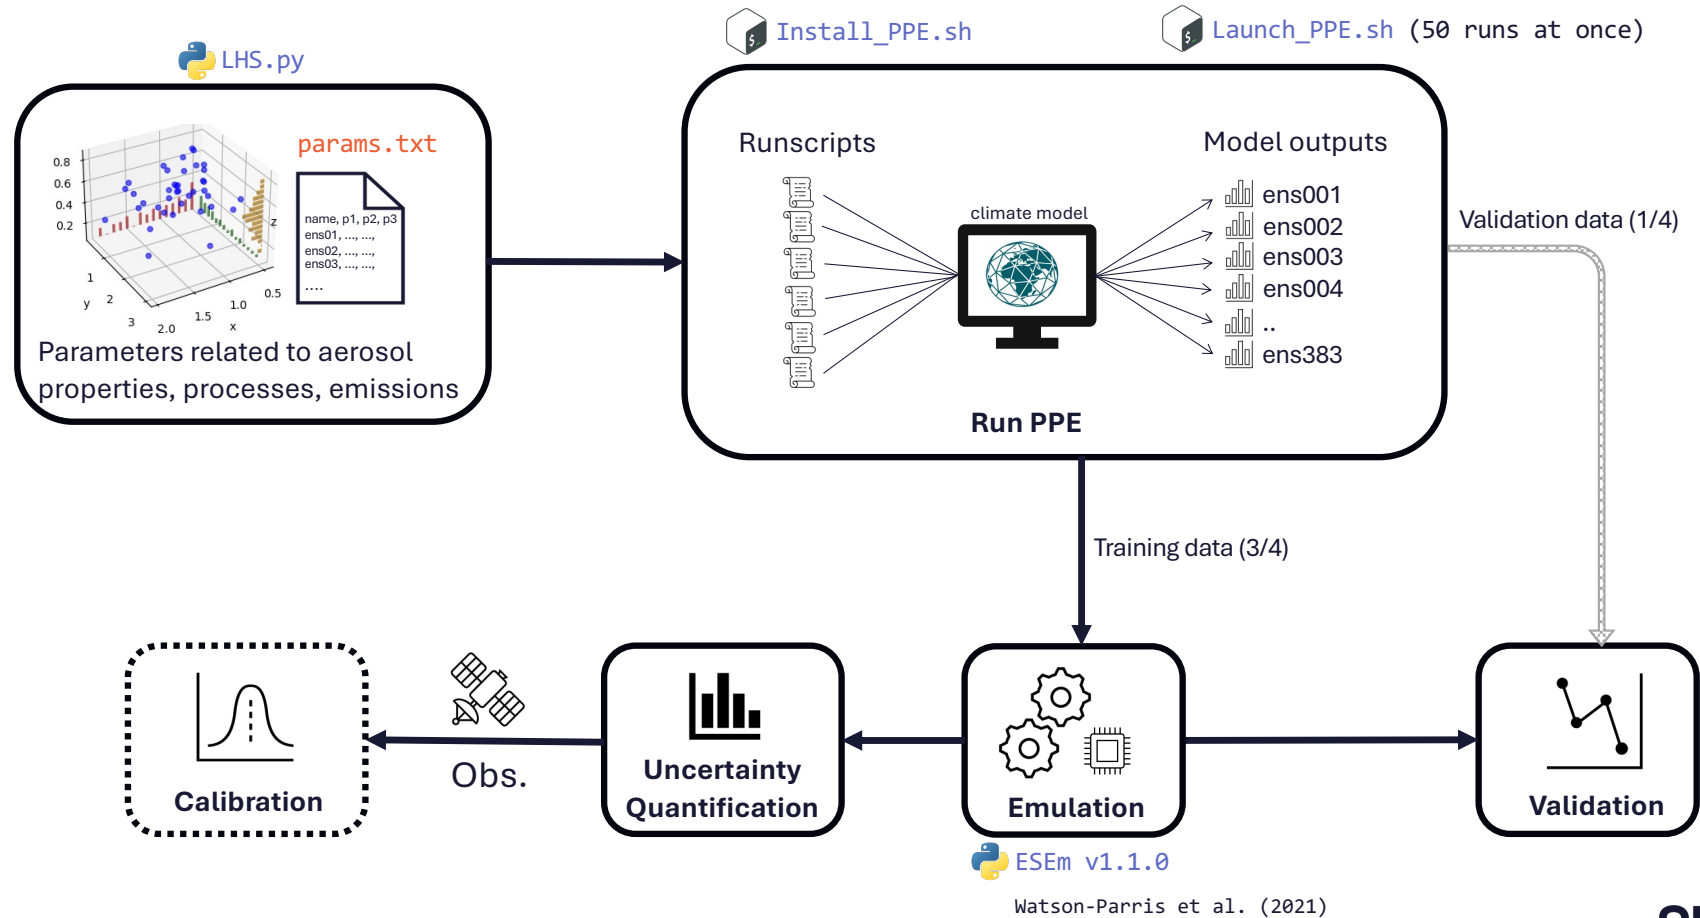 Install_PPE.sh
Launch_PPE.sh (50 runs at once)
LHS.py
params.txt
0.8
0.6
0.4
0.2
z
1
y 2
3
2.0
1.5
x
1.0
0.5
name, p1, p2, p3
ens01, ..., ...,
ens02, ..., ...,
ens03, ..., ...,
....
Parameters related to aerosol
properties, processes, emissions
Runscripts
climate model
Model outputs
ens001
ens002
ens003
ens004
..
ens383
Run PPE
Validation data (1/4)
Training data (3/4)
Calibration
Obs.
Uncertainty
Quantification
Emulation
Validation
ESEm v1.1.0
Watson-Parris et al. (2021)